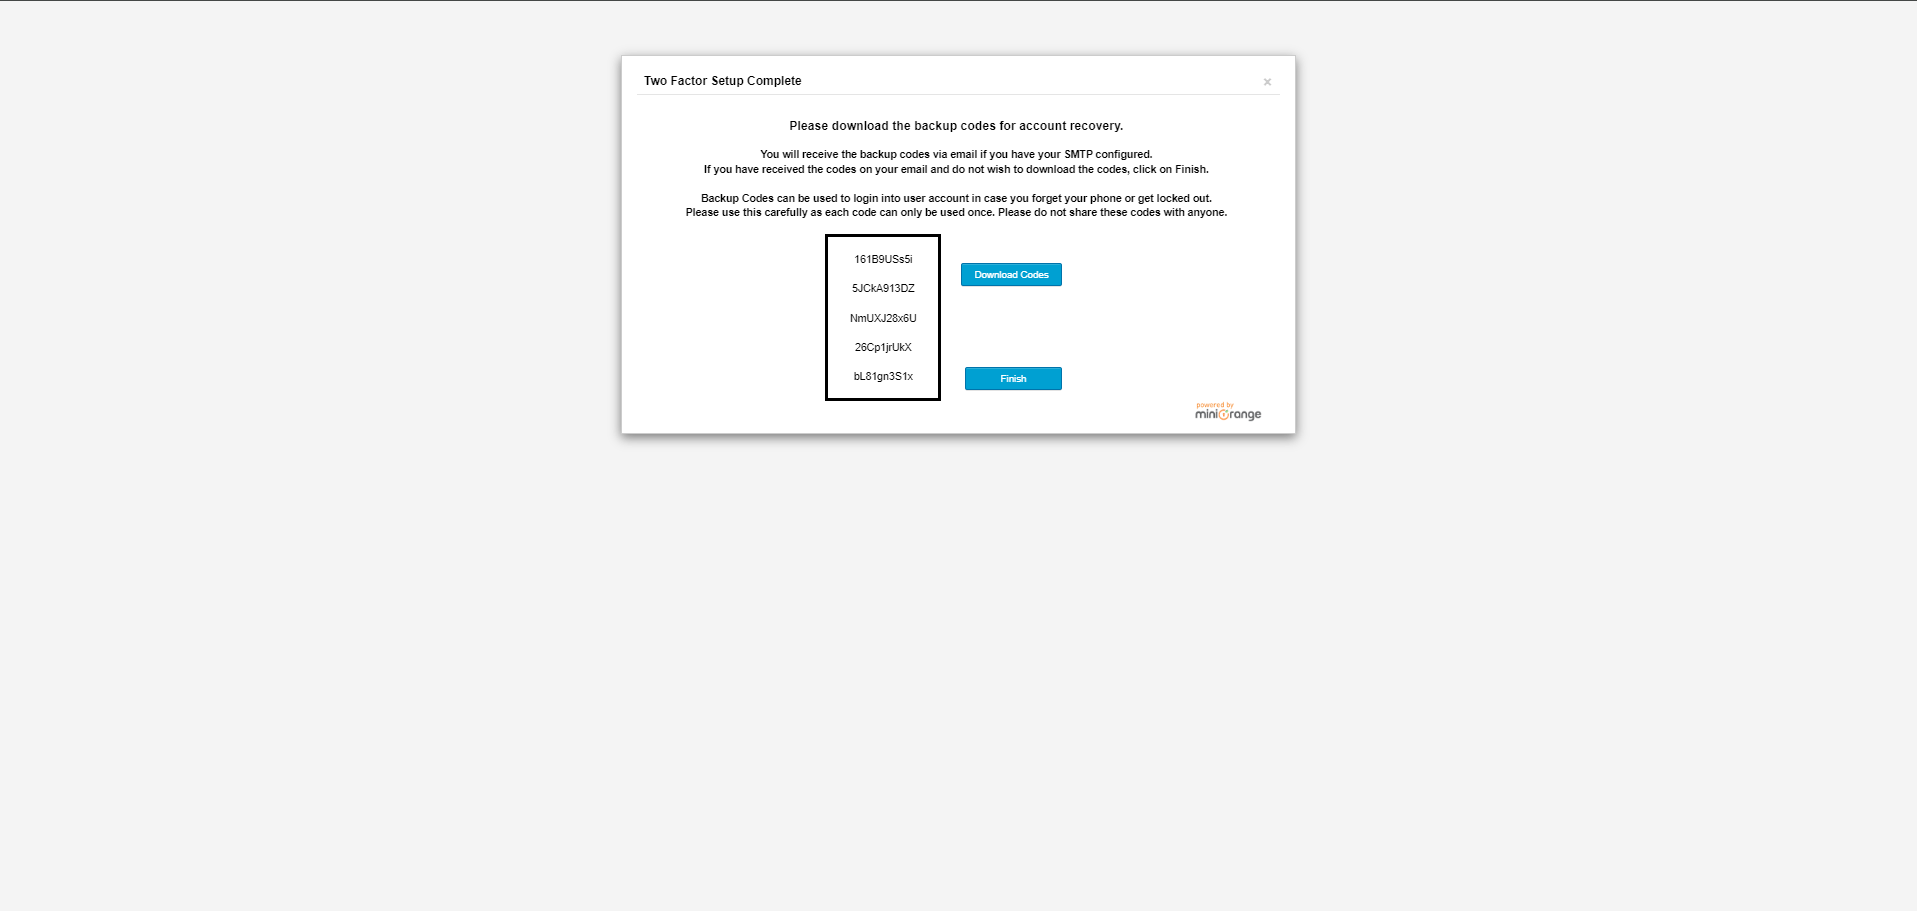 Two Factor Setup Complete
×
Please download the backup codes for account recovery.
You will receive the backup codes via email if you have your SMTP configured.
If you have received the codes on your email and do not wish to download the codes, click on Finish.
Backup Codes can be used to login into user account in case you forget your phone or get locked out.
Please use this carefully as each code can only be used once. Please do not share these codes with anyone.
161B9USs5i
Download Codes
5JCkA913DZ
NmUXJ28x6U
26Cp1jrUkX
bL81gn3S1x
Finish
powered by
miniOrange